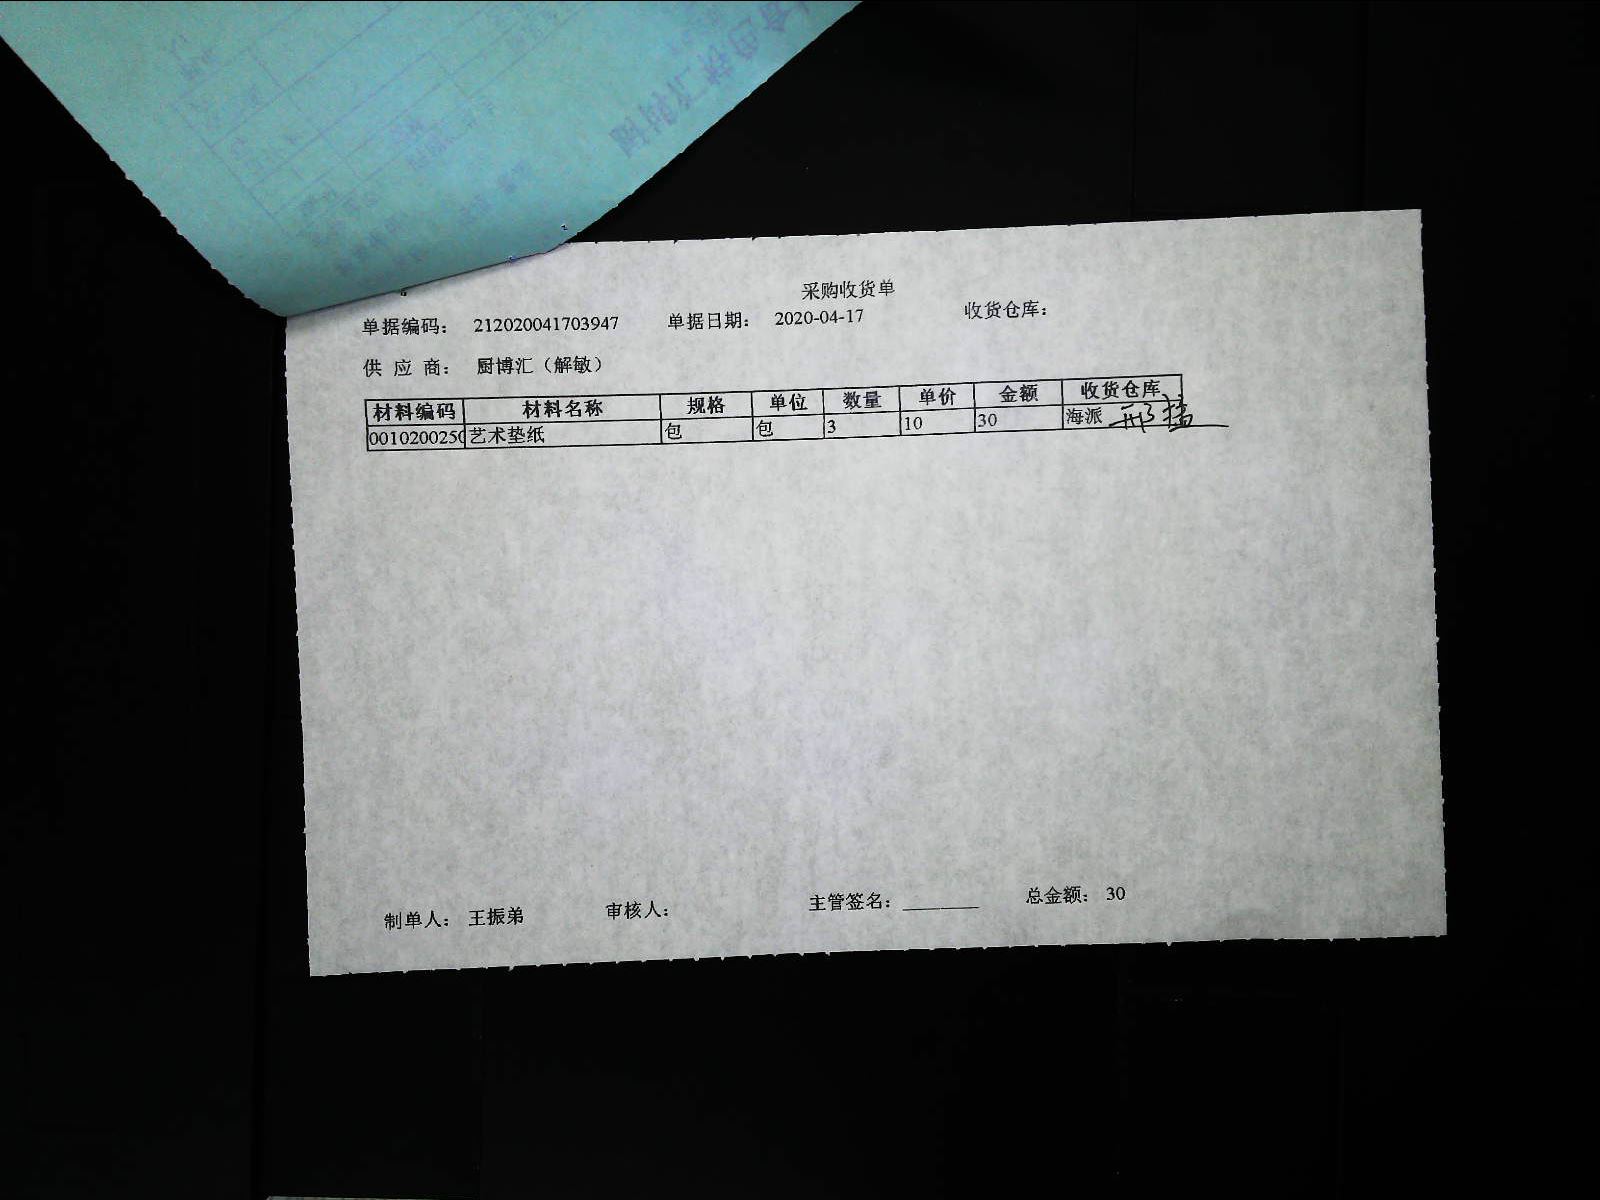 采购收货单
单据编码： 212020041703947 单据日期： 2020-04-17 收货仓库：
供 应 商： 厨博汇（解敏）
材料编码 材料名称 规格 单位 数量 单价 金额 收货仓库
0010200250 艺术垫纸 包 包 3 10 30 海派
制单人： 王振弟 审核人： 主管签名： 总金额： 30